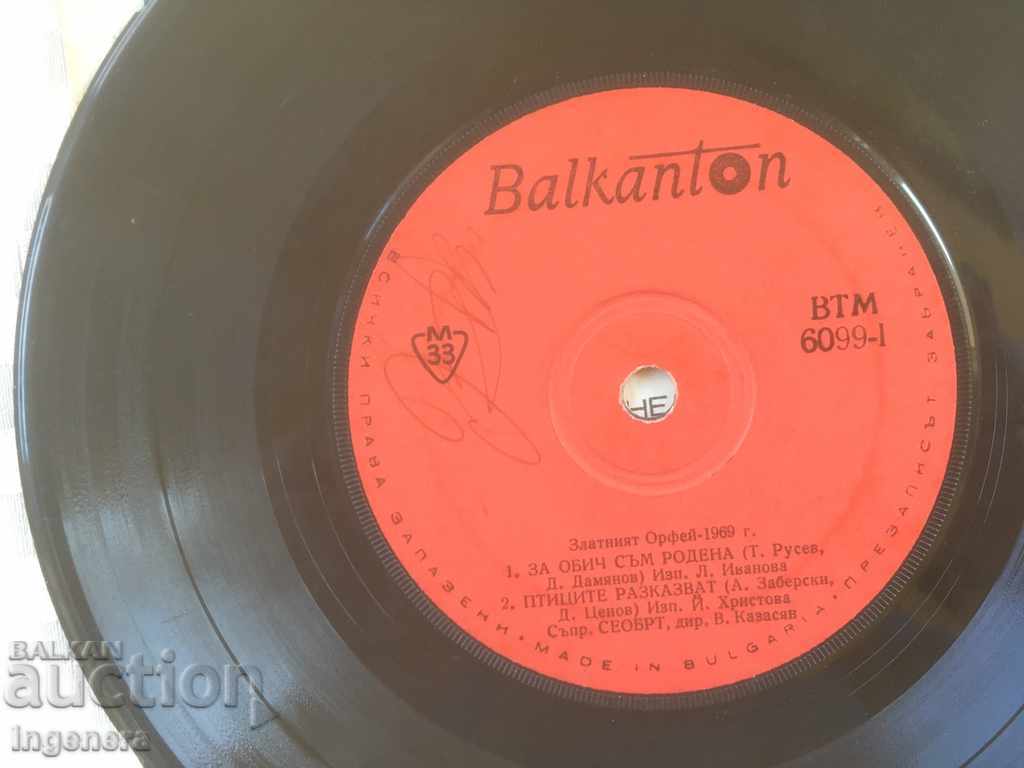 Balkanton
ВТМ
6099-I
М
33
НЕ
Златният Орфей-1969 г.
1. ЗА ОБИЧ СЪМ РОДЕНА (Т. Русев,
Д. Дамянов) Изп. Л. Иванова
2. ПТИЦИТЕ РАЗКАЗВАТ (А. Заберски,
Д. Ценов) Изп. Й. Христова
Съпр. СЕОБРТ, дир. В. Казасян
ВСИЧКИ ПРАВА ЗАПАЗЕНИ • MADE IN BULGARIA • ПРЕЗАПИСЪТ ЗАБРАНЕН
BALKAN
auction
Ingenera